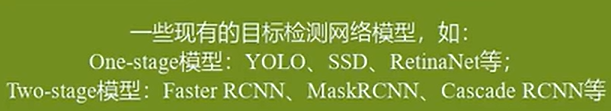 一些现有的目标检测网络模型，如：
One-stage模型：YOLO、SSD、RetinaNet等；
Two-stage模型：Faster RCNN、MaskRCNN、Cascade RCNN等